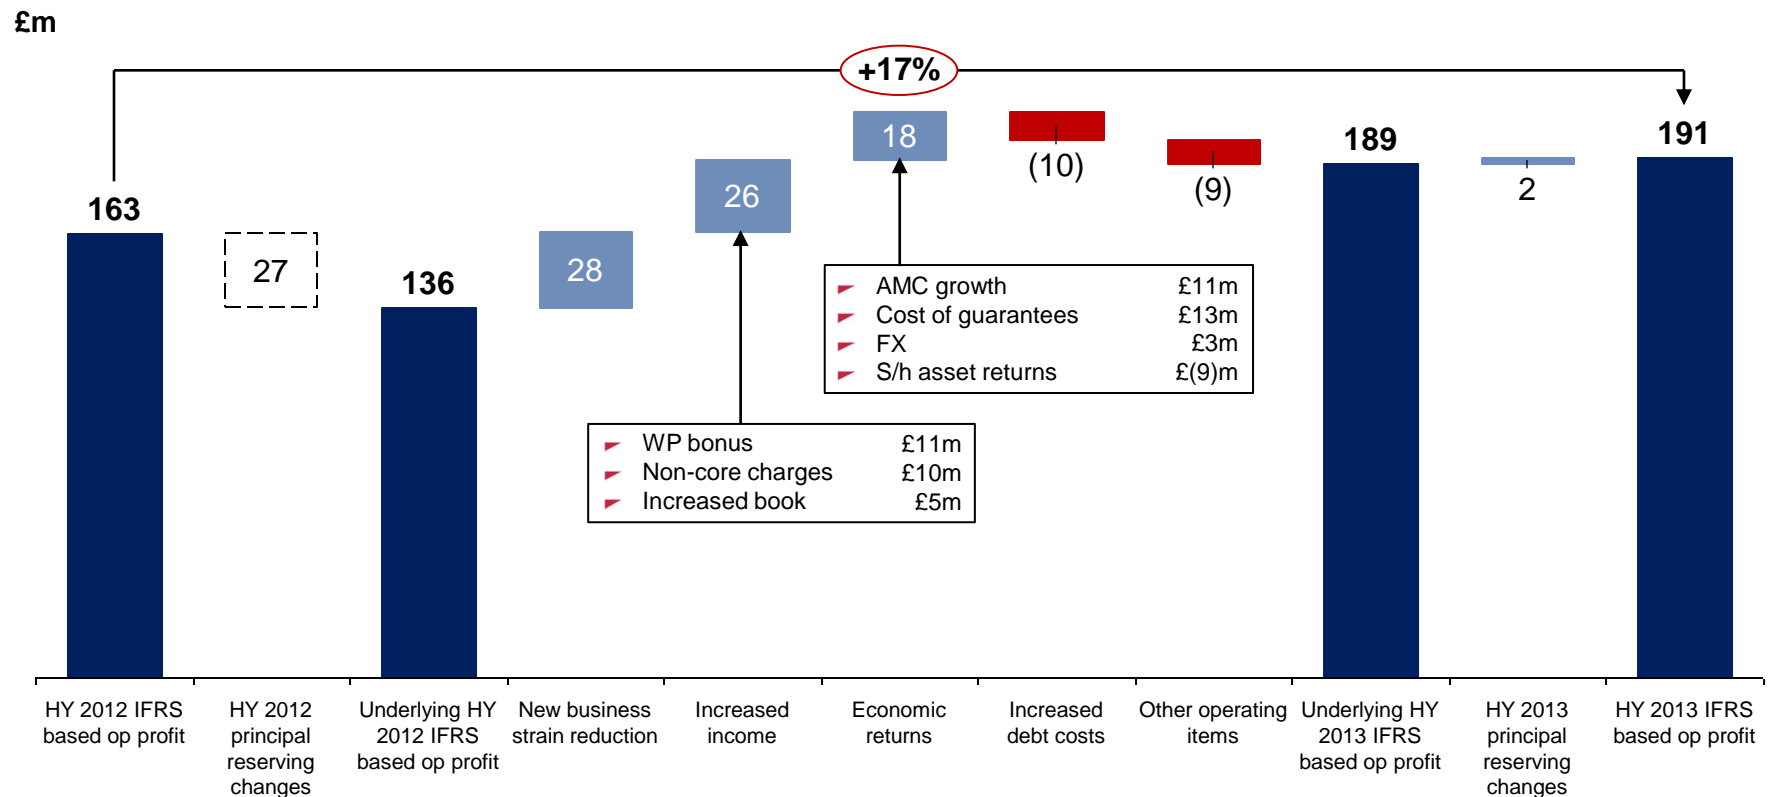 £m
+17%
163
27
136
28
26
18
(10)
(9)
189
2
191
AMC growth £11m
Cost of guarantees £13m
FX £3m
S/h asset returns £(9)m
WP bonus £11m
Non-core charges £10m
Increased book £5m
HY 2012 IFRS
based op profit
HY 2012
principal
reserving
changes
Underlying HY
2012 IFRS
based op profit
New business
strain reduction
Increased
income
Economic
returns
Increased
debt costs
Other operating
items
Underlying HY
2013 IFRS
based op profit
HY 2013
principal
reserving
changes
HY 2013 IFRS
based op profit